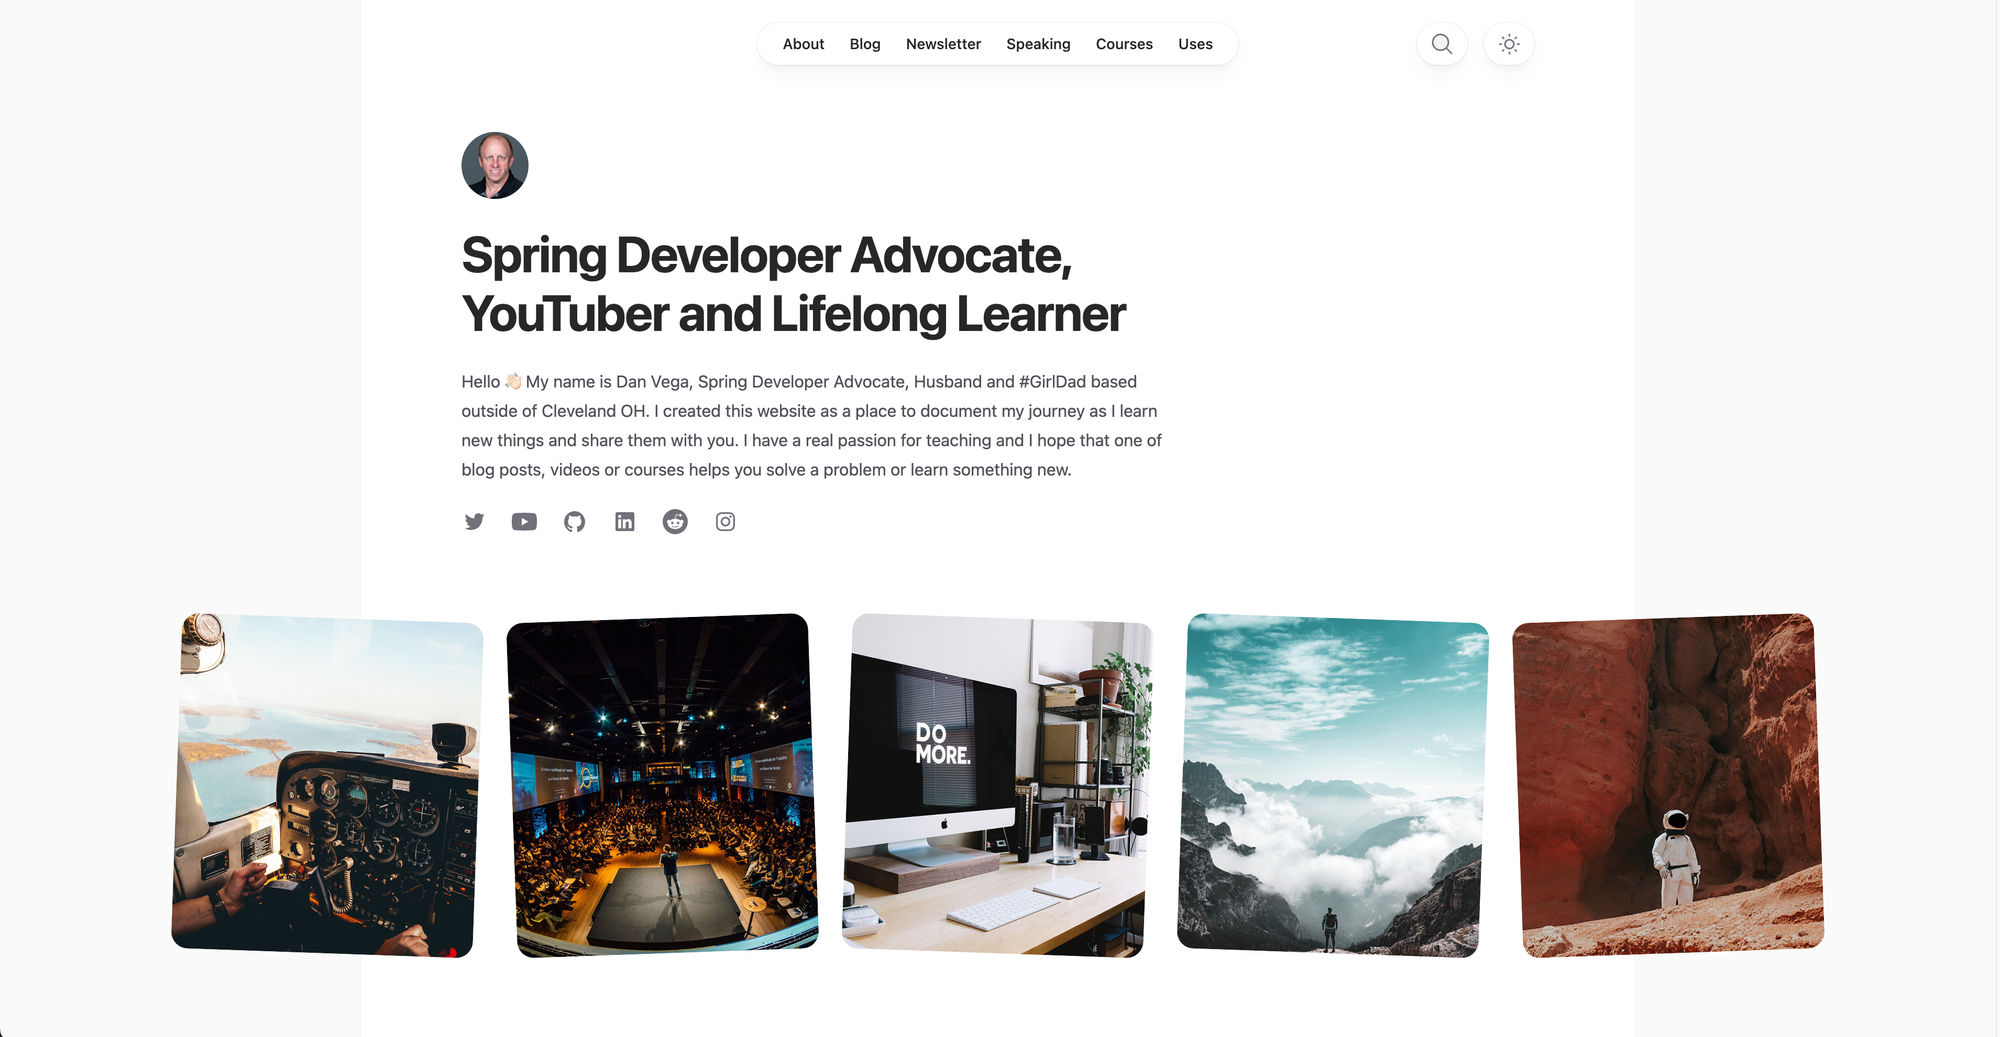 About Blog Newsletter Speaking Courses Uses
Spring Developer Advocate,
YouTuber and Lifelong Learner
Hello 👋🏻 My name is Dan Vega, Spring Developer Advocate, Husband and #GirlDad based
outside of Cleveland OH. I created this website as a place to document my journey as I learn
new things and share them with you. I have a real passion for teaching and I hope that one of
blog posts, videos or courses helps you solve a problem or learn something new.
DO
MORE.